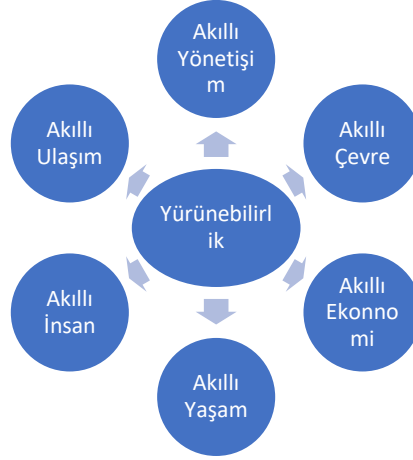 Akıllı
Yönetişi
m
Akıllı
Ulaşım
Akıllı
Çevre
Yürünebilirl
ik
Akıllı
İnsan
Akıllı
Ekonno
mi
Akıllı
Yaşam